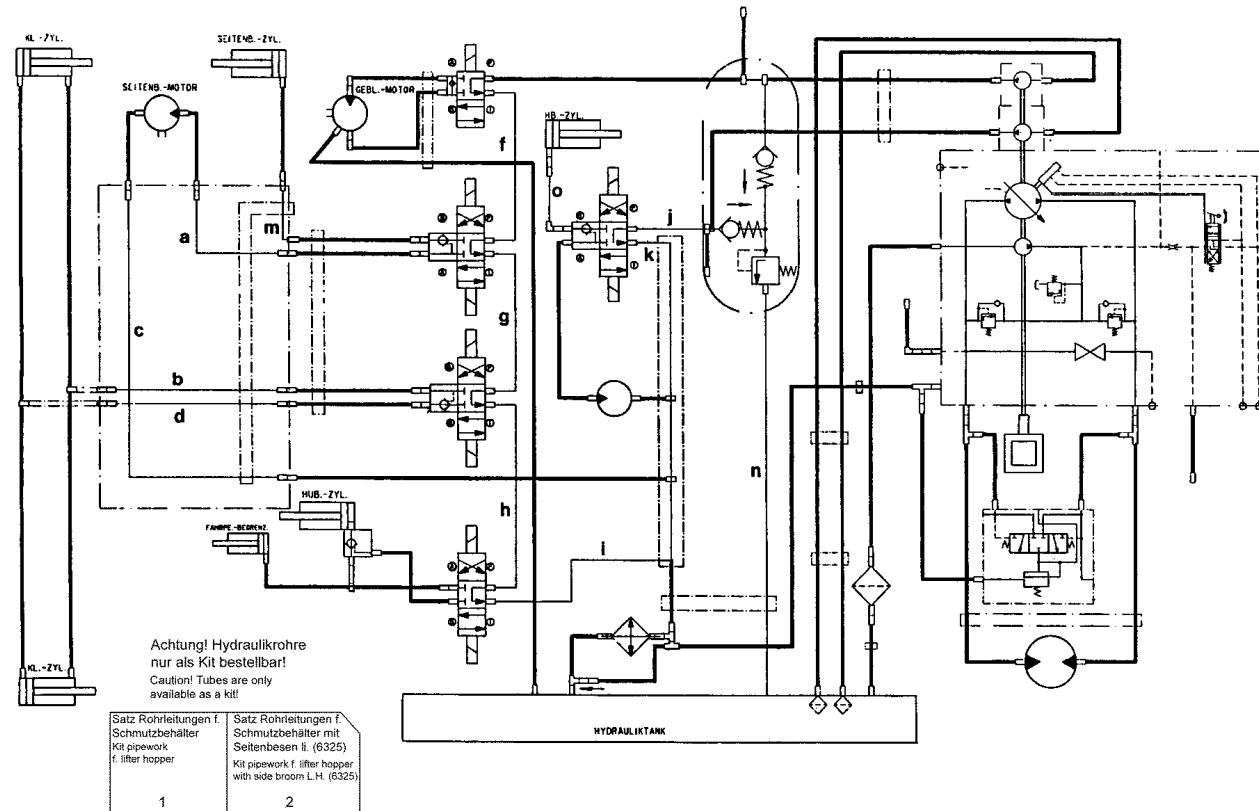 KL.-ZYL.
SEITENB.-ZYL.
SEITENB.-MOTOR
GEBL.-MOTOR
HB.-ZYL.
f
o
j
m
a
k
g
c
b
d
n
h
HUB.-ZYL.
FAHRPE.-BEGRENZ.
i
Achtung! Hydraulikrohre
nur als Kit bestellbar!
Caution! Tubes are only
available as a kit!
KL.-ZYL.
HYDRAULIKTANK
Satz Rohrleitungen f.
Schmutzbehälter
Kit pipework
f. lifter hopper
1
Satz Rohrleitungen f.
Schmutzbehälter mit
Seitenbesen li. (6325)
Kit pipework f. lifter hopper
with side broom L.H. (6325)
2